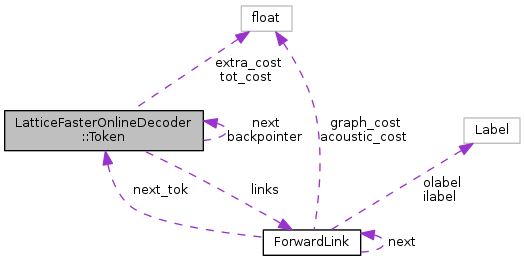 float
extra_cost
tot_cost
LatticeFasterOnlineDecoder
::Token
next
backpointer
graph_cost
acoustic_cost
Label
next_tok
links
olabel
ilabel
ForwardLink
next